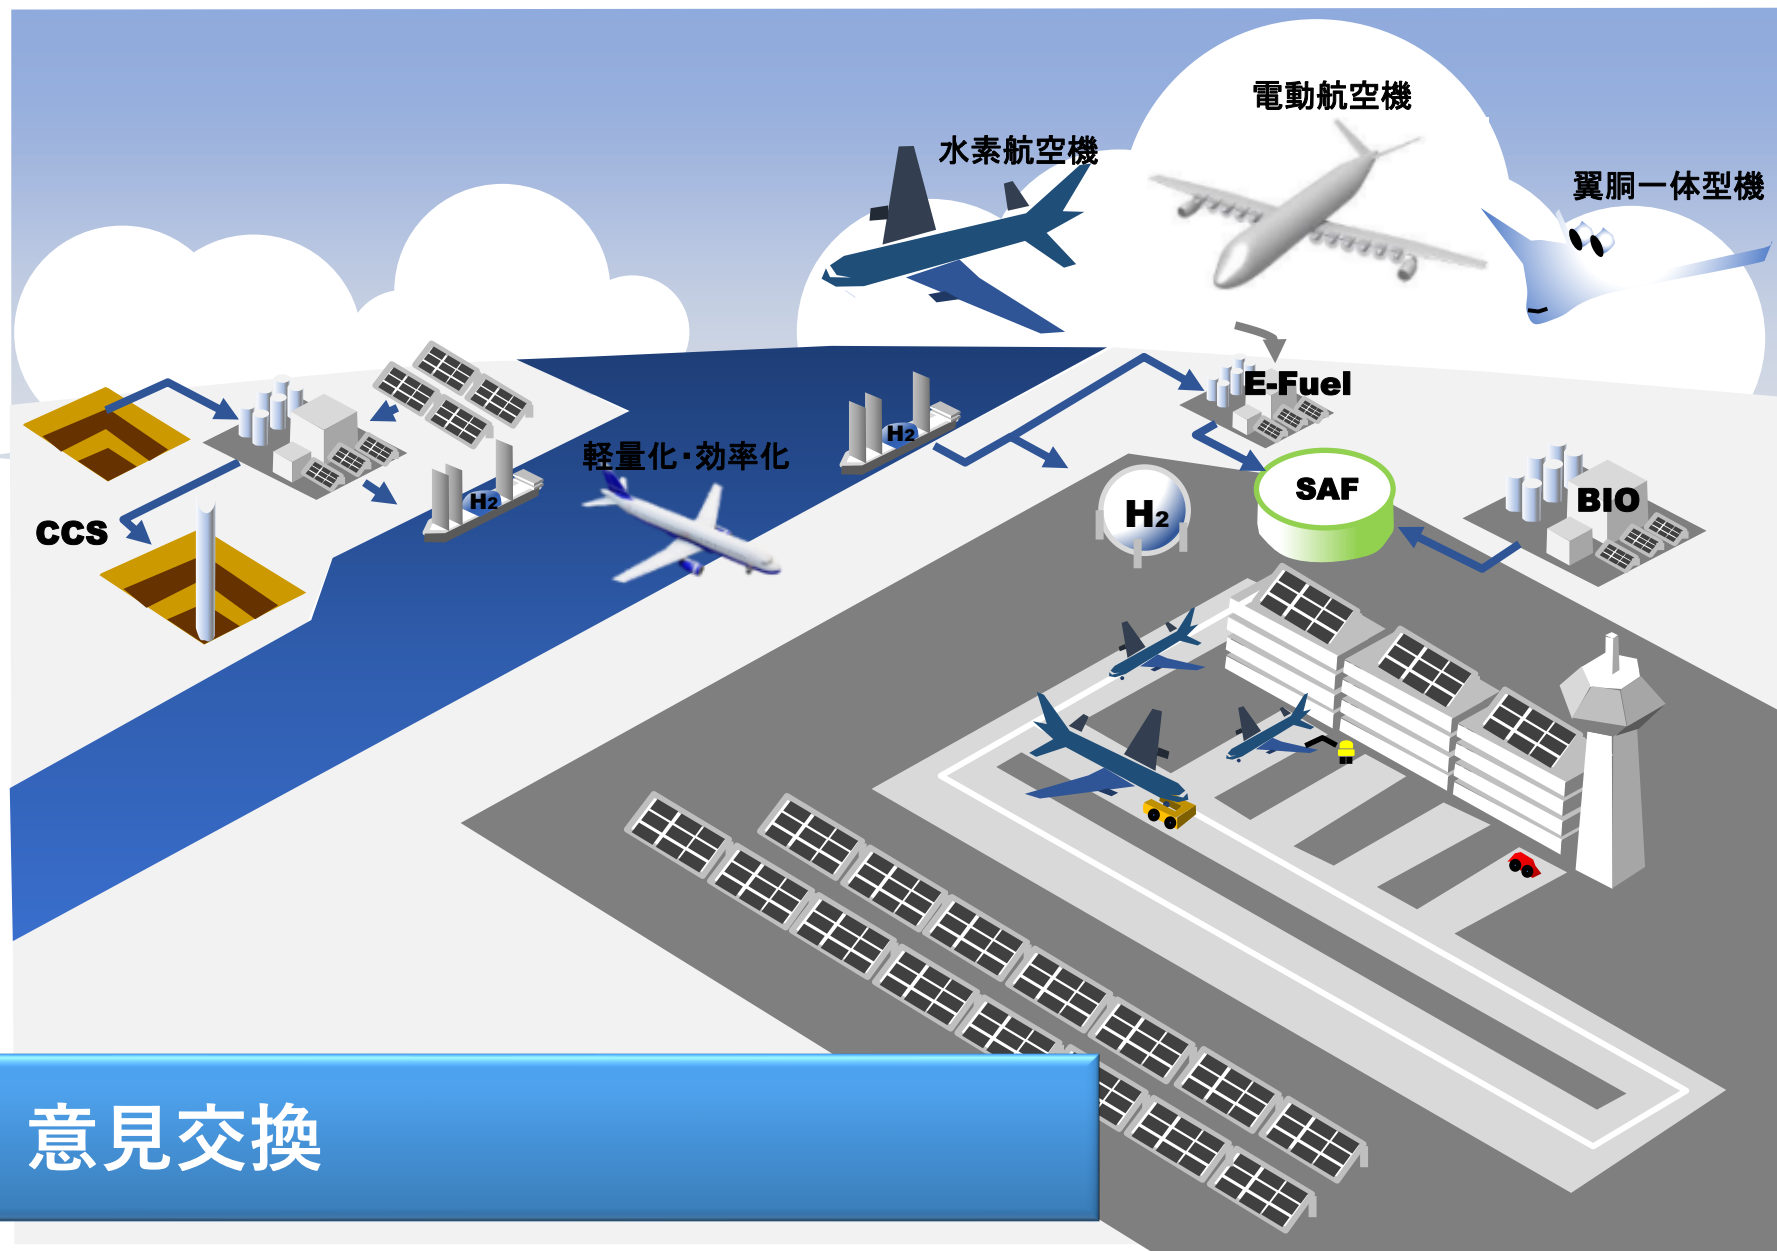 電動航空機
水素航空機
翼胴一体型機
E-Fuel
H2
軽量化・効率化
SAF
H2
BIO
H2
CCS
意見交換